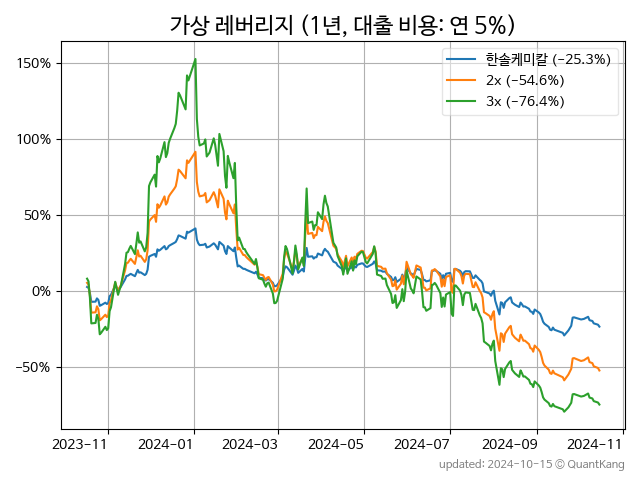 가상 레버리지 (1년, 대출 비용: 연 5%)
한솔케미칼 (−25.3%)
2x (−54.6%)
3x (−76.4%)
150%
100%
50%
0%
−50%
2023-11 2024-01 2024-03 2024-05 2024-07 2024-09 2024-11
updated: 2024-10-15 © QuantKang